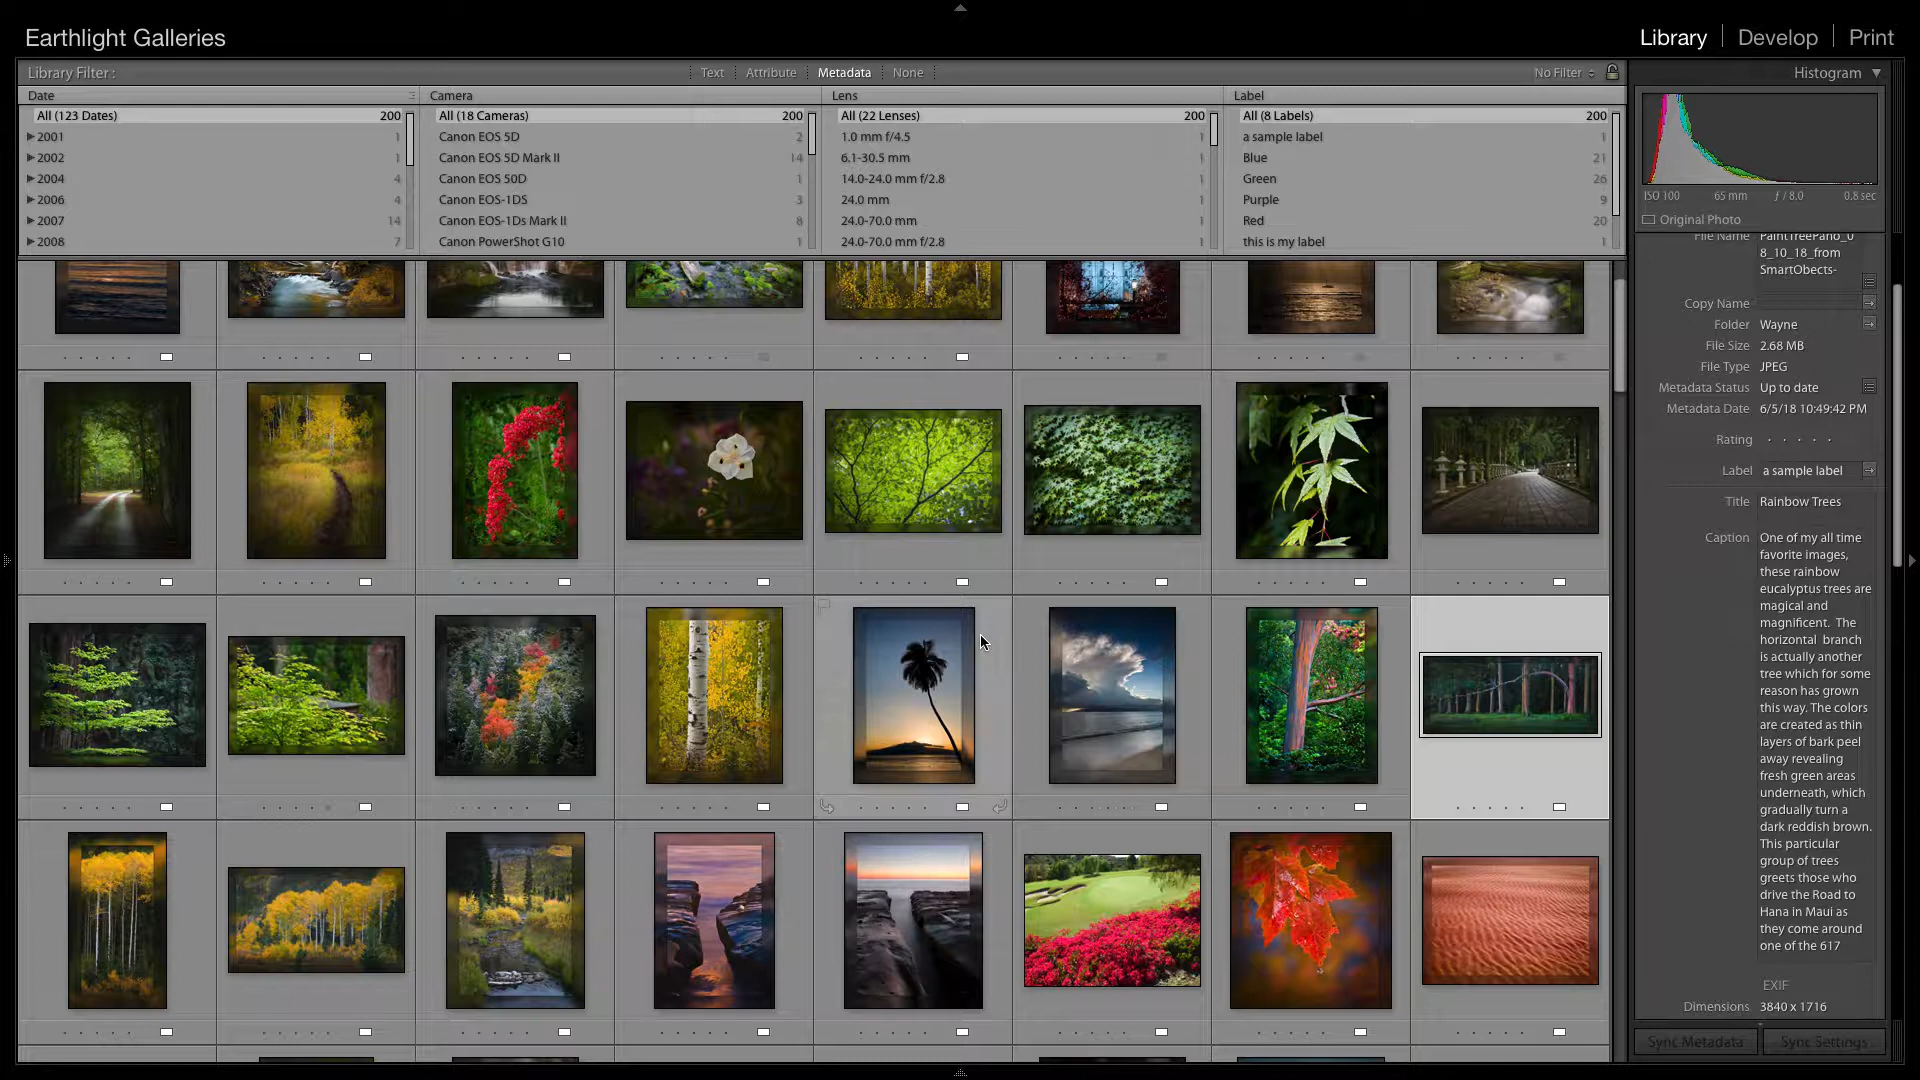 Earthlight Galleries
Library | Develop | Print
Library Filter :
Text Attribute Metadata None
No Filter
Histogram
Date
All (123 Dates) 200
2001 1
2002 1
2004 4
2006 4
2007 14
2008 7
Camera
All (18 Cameras) 200
Canon EOS 5D 2
Canon EOS 5D Mark II 14
Canon EOS 50D 1
Canon EOS-1DS 3
Canon EOS-1Ds Mark II 8
Canon PowerShot G10 1
Lens
All (22 Lenses) 200
1.0 mm f/4.5 1
6.1-30.5 mm 1
14.0-24.0 mm f/2.8 1
24.0 mm 1
24.0-70.0 mm 1
24.0-70.0 mm f/2.8 1
Label
All (8 Labels) 200
a sample label 1
Blue 21
Green 26
Purple 9
Red 20
this is my label 1
ISO 100 65 mm ƒ / 8.0 0.8 sec
Original Photo
File Name PaintTreePano_0
8_10_18_from
SmartObects-
Copy Name
Folder Wayne
File Size 2.68 MB
File Type JPEG
Metadata Status Up to date
Metadata Date 6/5/18 10:49:42 PM
Rating
Label a sample label
Title Rainbow Trees
Caption One of my all time
favorite images,
these rainbow
eucalyptus trees are
magical and
magnificent. The
horizontal branch
is actually another
tree which for some
reason has grown
this way. The colors
are created as thin
layers of bark peel
away revealing
fresh green areas
underneath, which
gradually turn a
dark reddish brown.
This particular
group of trees
greets those who
drive the Road to
Hana in Maui as
they come around
one of the 617
EXIF
Dimensions 3840 x 1716
Sync Metadata Sync Settings